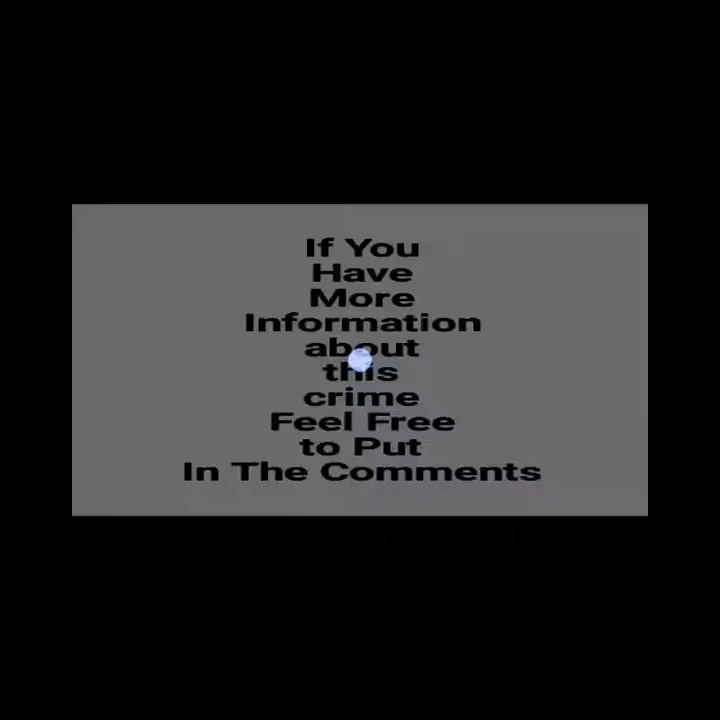 If You
Have
More
Information
about
this
crime
Feel Free
to Put
In The Comments